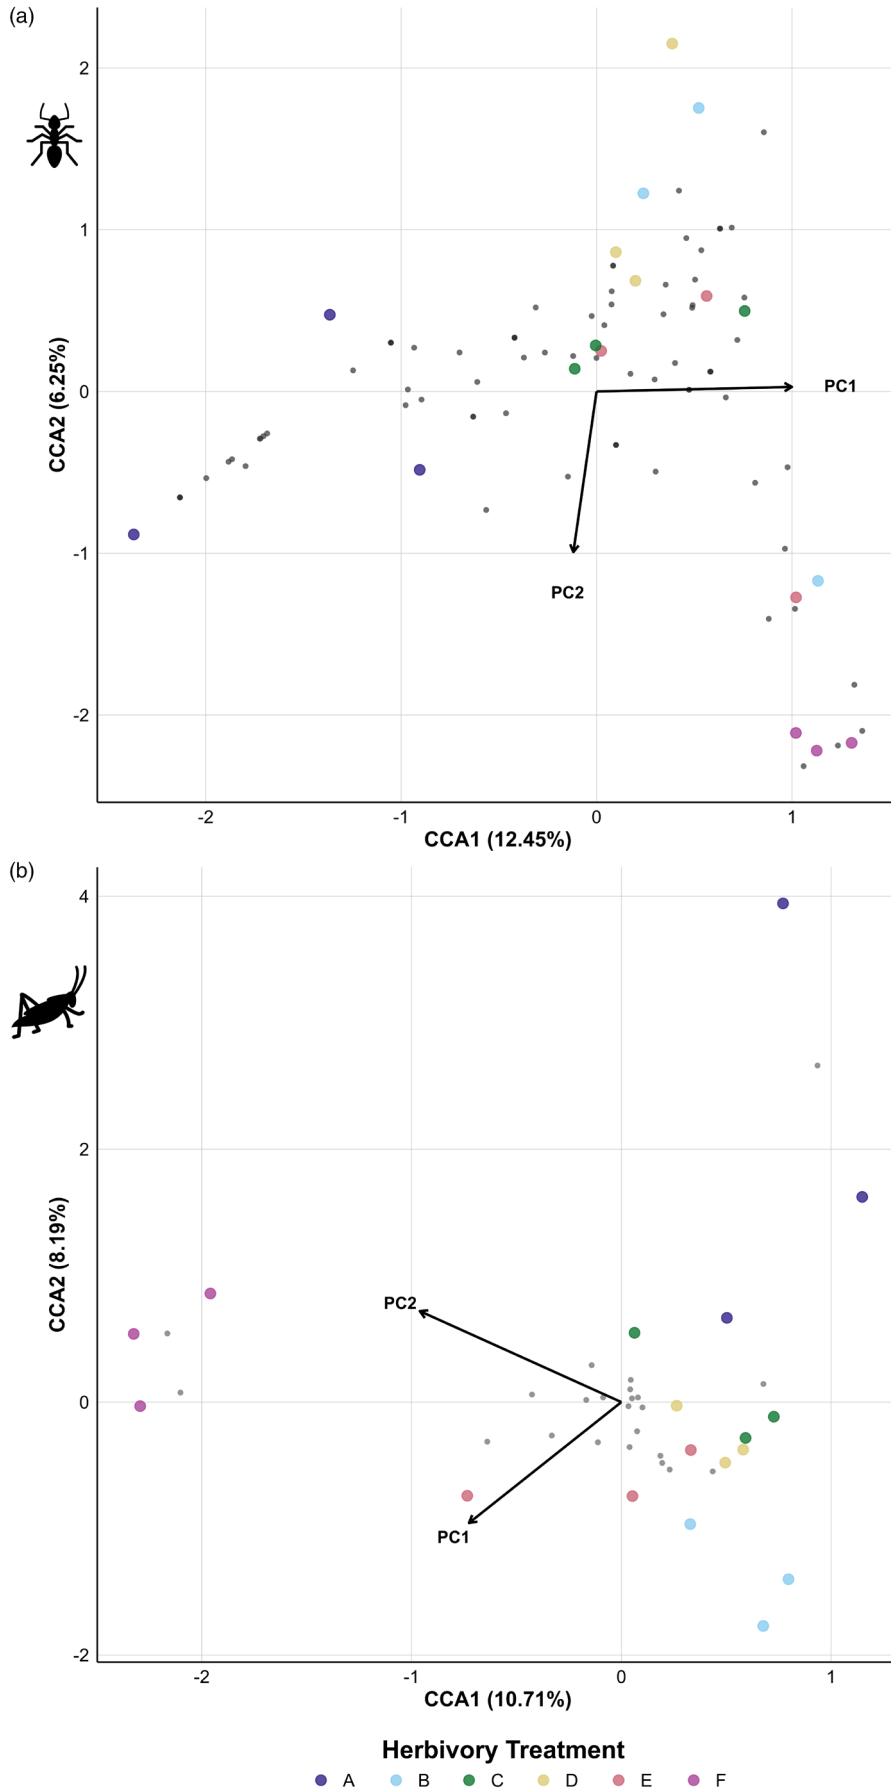 (a)
2
1
0
-1
-2
CCA2 (6.25%)
PC1
PC2
-2 -1 0 1
CCA1 (12.45%)
(b)
4
2
0
-2
CCA2 (8.19%)
PC2
PC1
-2 -1 0 1
CCA1 (10.71%)
Herbivory Treatment
A B C D E F